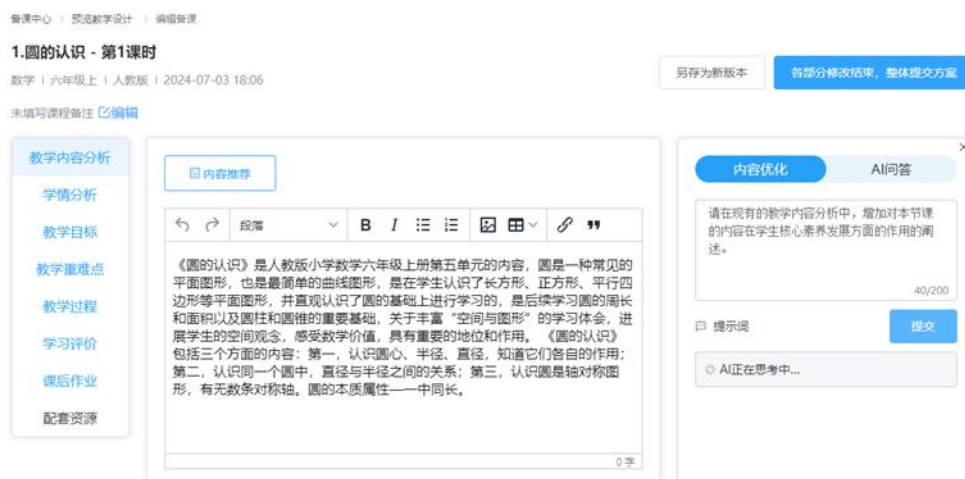 备课中心 > 预览教学设计 > 编辑备课
1.圆的认识 - 第1课时
数学 | 六年级上 | 人教版 | 2024-07-03 18:06
另存为新版本
各部分修改结束，整体提交方案
未填写课程备注 编辑
教学内容分析
学情分析
教学目标
教学重难点
教学过程
学习评价
课后作业
配套资源
内容推荐
段落
B I
《圆的认识》是人教版小学数学六年级上册第五单元的内容，圆是一种常见的
平面图形，也是最简单的曲线图形，是在学生认识了长方形、正方形、平行四
边形等平面图形，并直观认识了圆的基础上进行学习的，是后续学习圆的周长
和面积以及圆柱和圆锥的重要基础，关于丰富“空间与图形”的学习体会，进
展学生的空间观念，感受数学价值，具有重要的地位和作用。 《圆的认识》
包括三个方面的内容：第一，认识圆心、半径、直径，知道它们各自的作用；
第二，认识同一个圆中，直径与半径之间的关系；第三，认识圆是轴对称图
形，有无数条对称轴。圆的本质属性——一中同长。
0 字
内容优化
AI问答
请在现有的教学内容分析中，增加对本节课
的内容在学生核心素养发展方面的作用的阐
述。
40/200
提示词
提交
AI正在思考中...